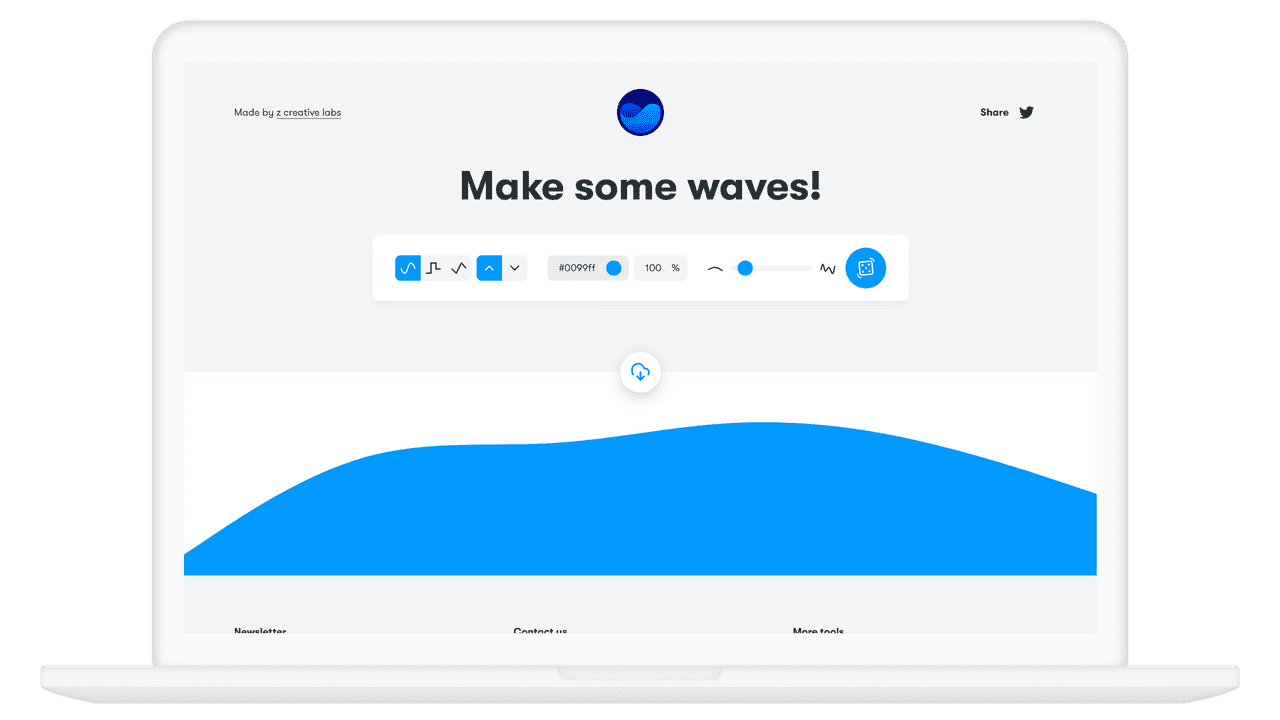 Made by z creative labs
Share
Make some waves!
#0099ff
100 %
Newsletter
Contact us
More tools